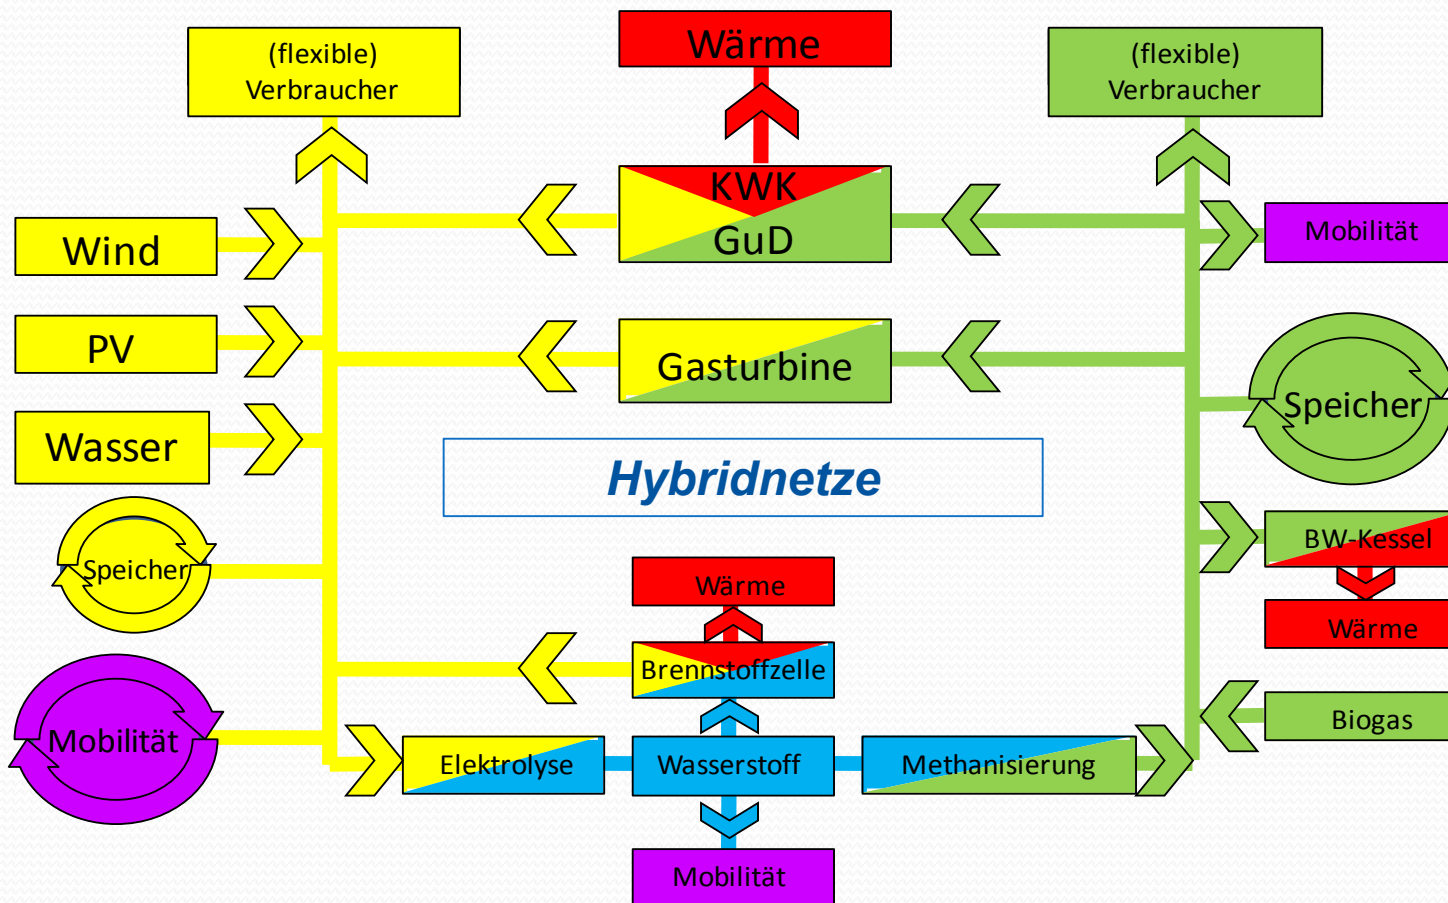 (flexible)
Verbraucher
Wärme
(flexible)
Verbraucher
KWK
GuD
Wind
Mobilität
PV
Gasturbine
Speicher
Wasser
Hybridnetze
BW-Kessel
Speicher
Wärme
Wärme
Brennstoffzelle
Biogas
Mobilität
Elektrolyse
Wasserstoff
Methanisierung
Mobilität